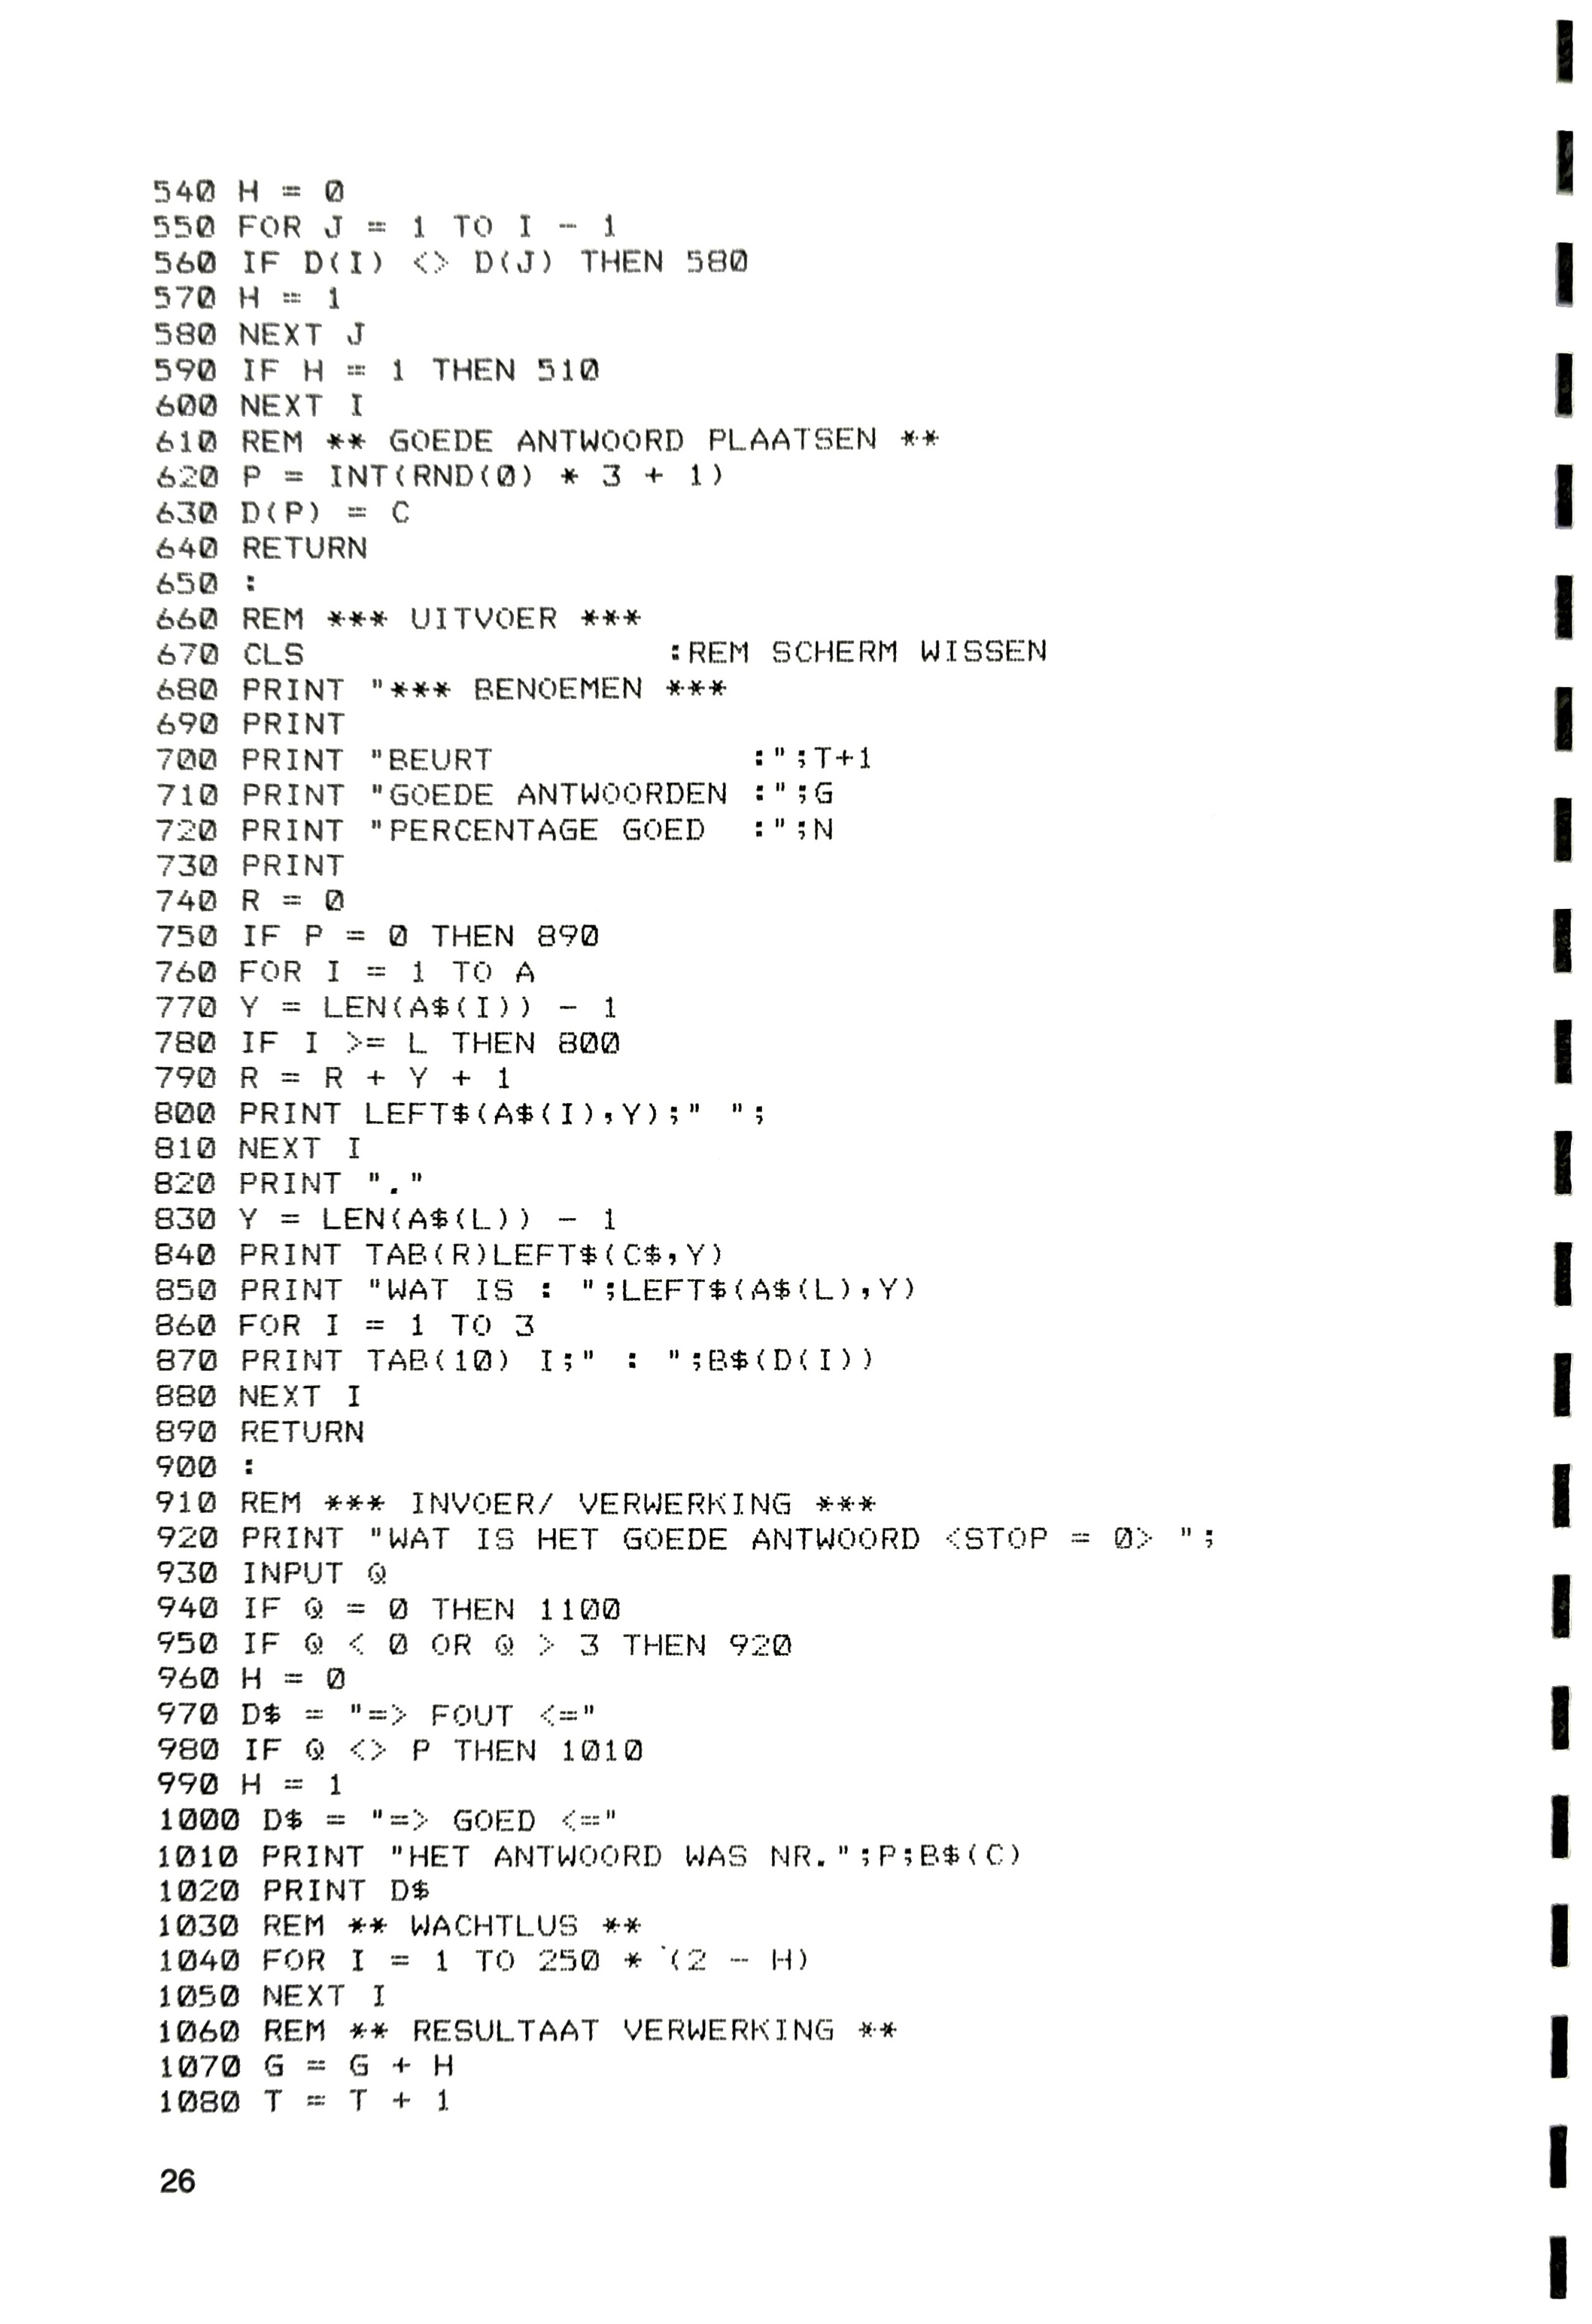 540 H = 0
550 FOR J = 1 TO I - 1
560 IF D(I) <> D(J) THEN 580
570 H = 1
580 NEXT J
590 IF H = 1 THEN 510
600 NEXT I
610 REM ** GOEDE ANTWOORD PLAATSEN **
620 P = INT(RND(0) * 3 + 1)
630 D(P) = C
640 RETURN
650 :
660 REM *** UITVOER ***
670 CLS                 :REM SCHERM WISSEN
680 PRINT "*** BENOEMEN ***
690 PRINT
700 PRINT "BEURT            :";T+1
710 PRINT "GOEDE ANTWOORDEN :";G
720 PRINT "PERCENTAGE GOED  :";N
730 PRINT
740 R = 0
750 IF P = 0 THEN 890
760 FOR I = 1 TO A
770 Y = LEN(A$(I)) - 1
780 IF I >= L THEN 800
790 R = R + Y + 1
800 PRINT LEFT$(A$(I),Y);" ";
810 NEXT I
820 PRINT "."
830 Y = LEN(A$(L)) - 1
840 PRINT TAB(R)LEFT$(C$,Y)
850 PRINT "WAT IS : ";LEFT$(A$(L),Y)
860 FOR I = 1 TO 3
870 PRINT TAB(10) I;" : ";B$(D(I))
880 NEXT I
890 RETURN
900 :
910 REM *** INVOER/ VERWERKING ***
920 PRINT "WAT IS HET GOEDE ANTWOORD <STOP = 0> ";
930 INPUT Q
940 IF Q = 0 THEN 1100
950 IF Q < 0 OR Q > 3 THEN 920
960 H = 0
970 D$ = "=> FOUT <="
980 IF Q <> P THEN 1010
990 H = 1
1000 D$ = "=> GOED <="
1010 PRINT "HET ANTWOORD WAS NR.";P;B$(C)
1020 PRINT D$
1030 REM ** WACHTLUS **
1040 FOR I = 1 TO 250 * (2 - H)
1050 NEXT I
1060 REM ** RESULTAAT VERWERKING **
1070 G = G + H
1080 T = T + 1
26